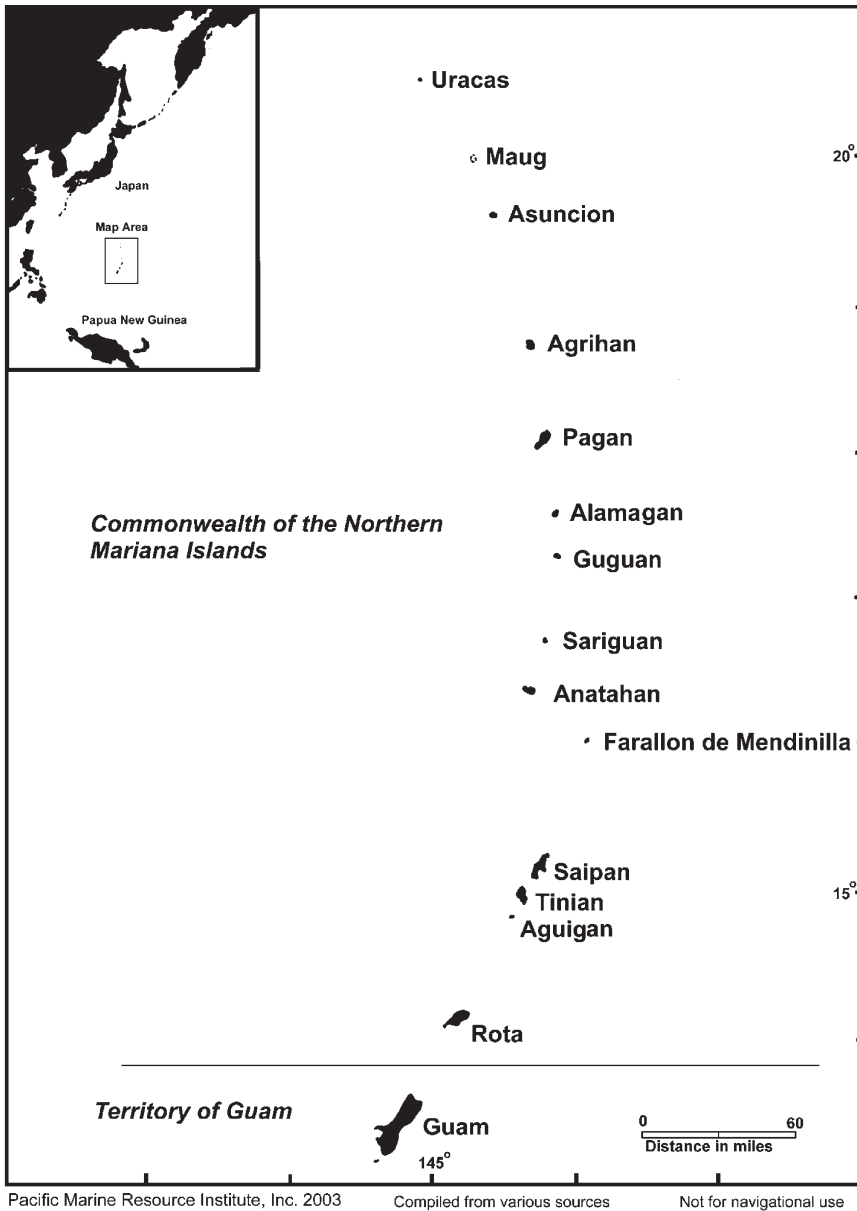 Uracas
Maug
20°
Asuncion
Japan
Map Area
Papua New Guinea
Agrihan
Pagan
Alamagan
Commonwealth of the Northern
Mariana Islands
Guguan
Sariguan
Anatahan
Farallon de Mendinilla
Saipan
15°
Tinian
Aguigan
Rota
Territory of Guam
Guam
0 60
Distance in miles
145°
Pacific Marine Resource Institute, Inc. 2003 Compiled from various sources Not for navigational use